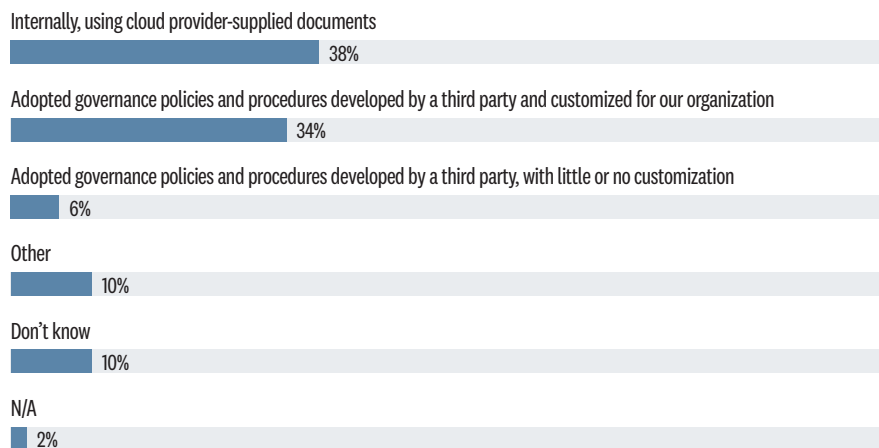 Internally, using cloud provider-supplied documents
38%
Adopted governance policies and procedures developed by a third party and customized for our organization
34%
Adopted governance policies and procedures developed by a third party, with little or no customization
6%
Other
10%
Don’t know
10%
N/A
2%